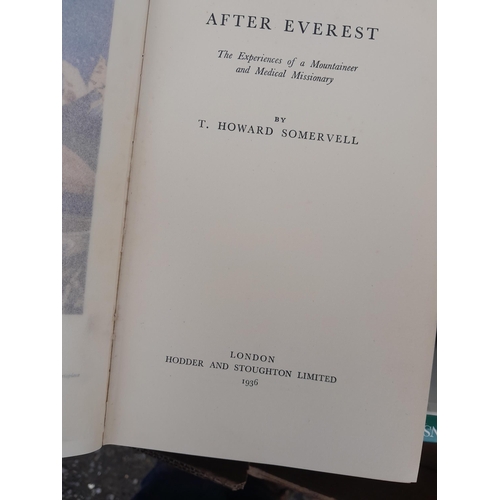 AFTER EVEREST
The Experiences of a Mountaineer
and Medical Missionary
BY
T. HOWARD SOMERVELL
LONDON
HODDER AND STOUGHTON LIMITED
1936